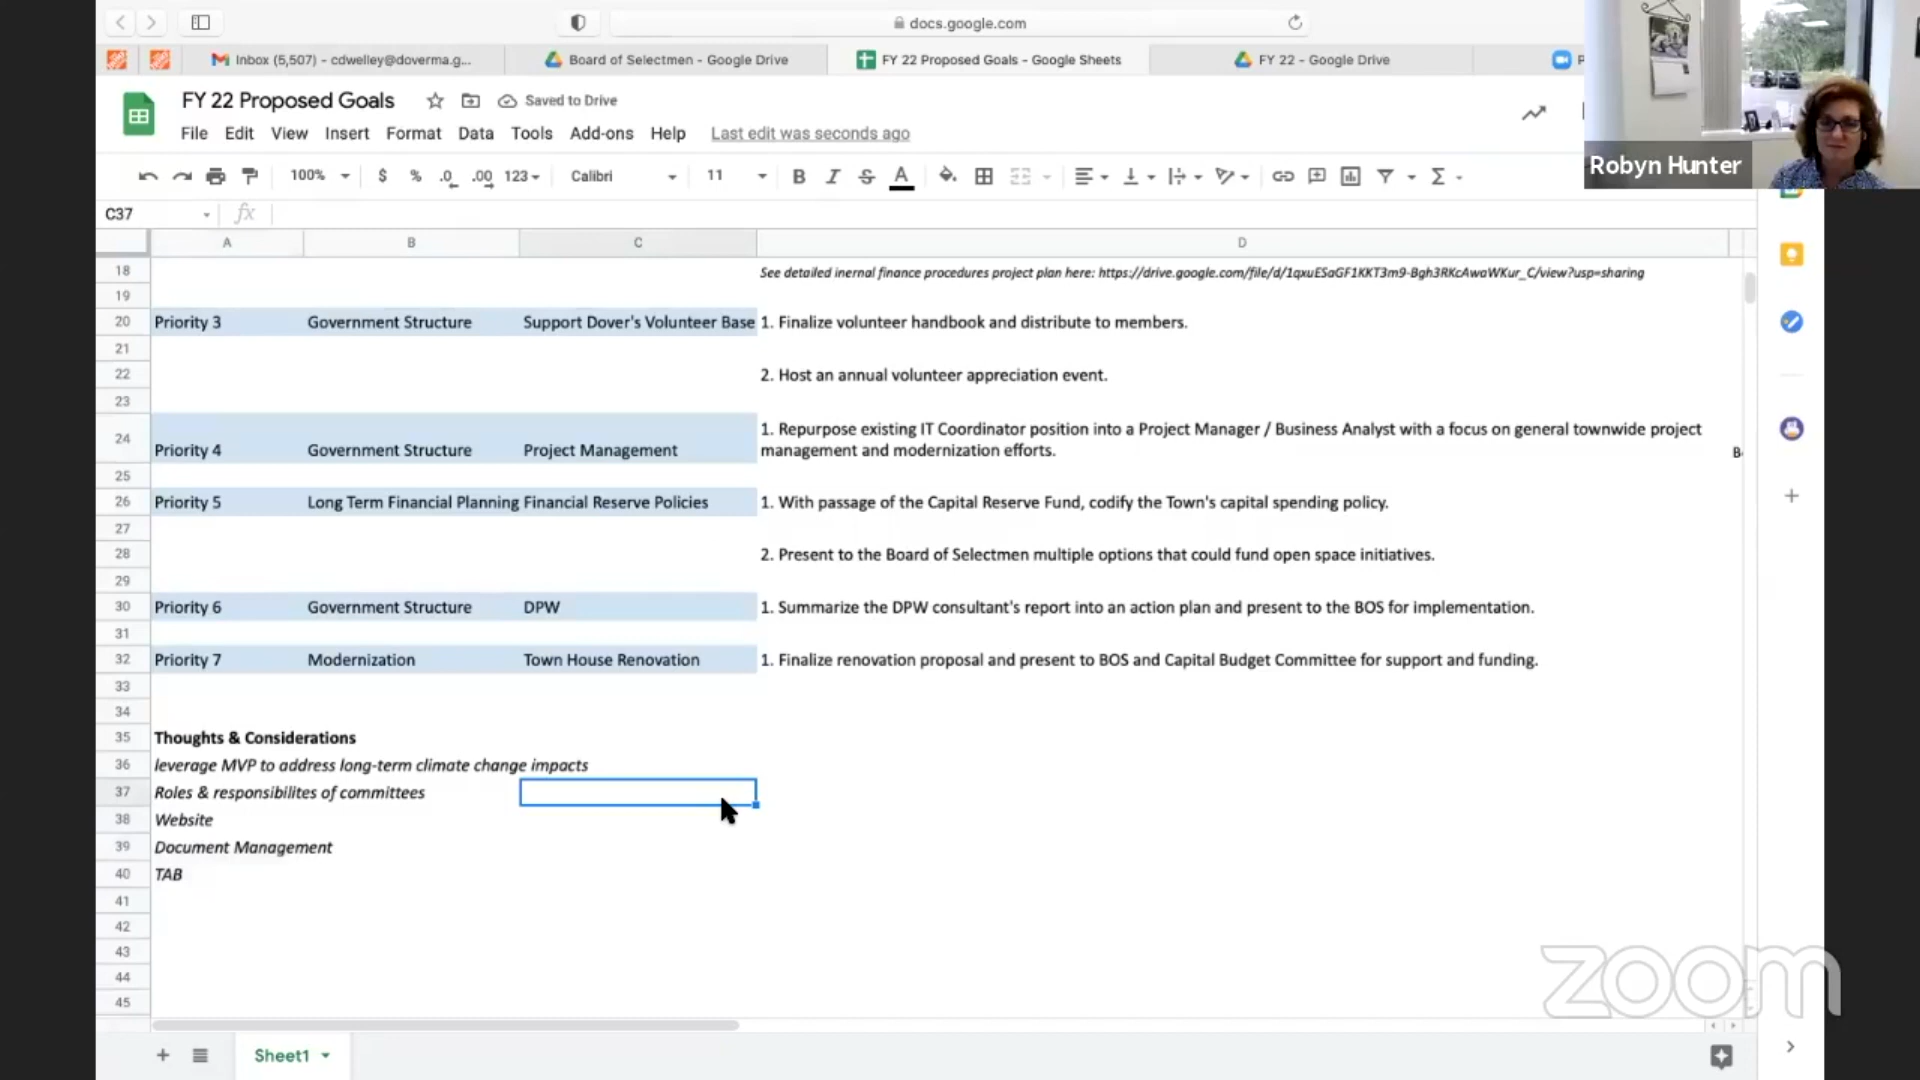 docs.google.com
Inbox (5,507) - cdwelley@doverma.g...
Board of Selectmen - Google Drive
FY 22 Proposed Goals - Google Sheets
FY 22 - Google Drive
P
FY 22 Proposed Goals
Saved to Drive
File Edit View Insert Format Data Tools Add-ons Help Last edit was seconds ago
Robyn Hunter
100% $ % .0 .00 123 Calibri 11 B I S A
C37 fx
A B C D
18 See detailed inernal finance procedures project plan here: https://drive.google.com/file/d/1qxuESaGF1KKT3m9-Bgh3RKcAwaWKur_C/view?usp=sharing
19
20 Priority 3 Government Structure Support Dover's Volunteer Base 1. Finalize volunteer handbook and distribute to members.
21
22 2. Host an annual volunteer appreciation event.
23
24 Priority 4 Government Structure Project Management 1. Repurpose existing IT Coordinator position into a Project Manager / Business Analyst with a focus on general townwide project
management and modernization efforts.
25
26 Priority 5 Long Term Financial Planning Financial Reserve Policies 1. With passage of the Capital Reserve Fund, codify the Town's capital spending policy.
27
28 2. Present to the Board of Selectmen multiple options that could fund open space initiatives.
29
30 Priority 6 Government Structure DPW 1. Summarize the DPW consultant's report into an action plan and present to the BOS for implementation.
31
32 Priority 7 Modernization Town House Renovation 1. Finalize renovation proposal and present to BOS and Capital Budget Committee for support and funding.
33
34
35 Thoughts & Considerations
36 leverage MVP to address long-term climate change impacts
37 Roles & responsibilites of committees
38 Website
39 Document Management
40 TAB
41
42
43
44
45
zoom
Sheet1